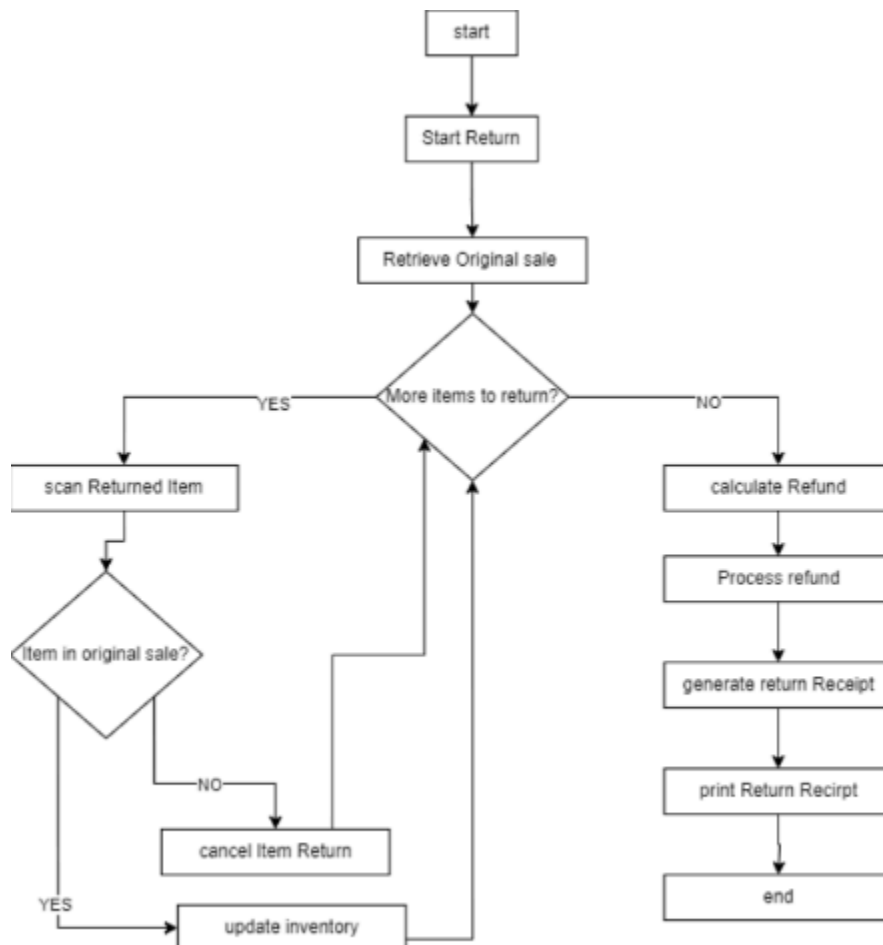 start
Start Return
Retrieve Original sale
More items to return?
YES
NO
scan Returned Item
calculate Refund
Process refund
Item in original sale?
generate return Receipt
NO
print Return Recirpt
cancel Item Return
YES
update inventory
end